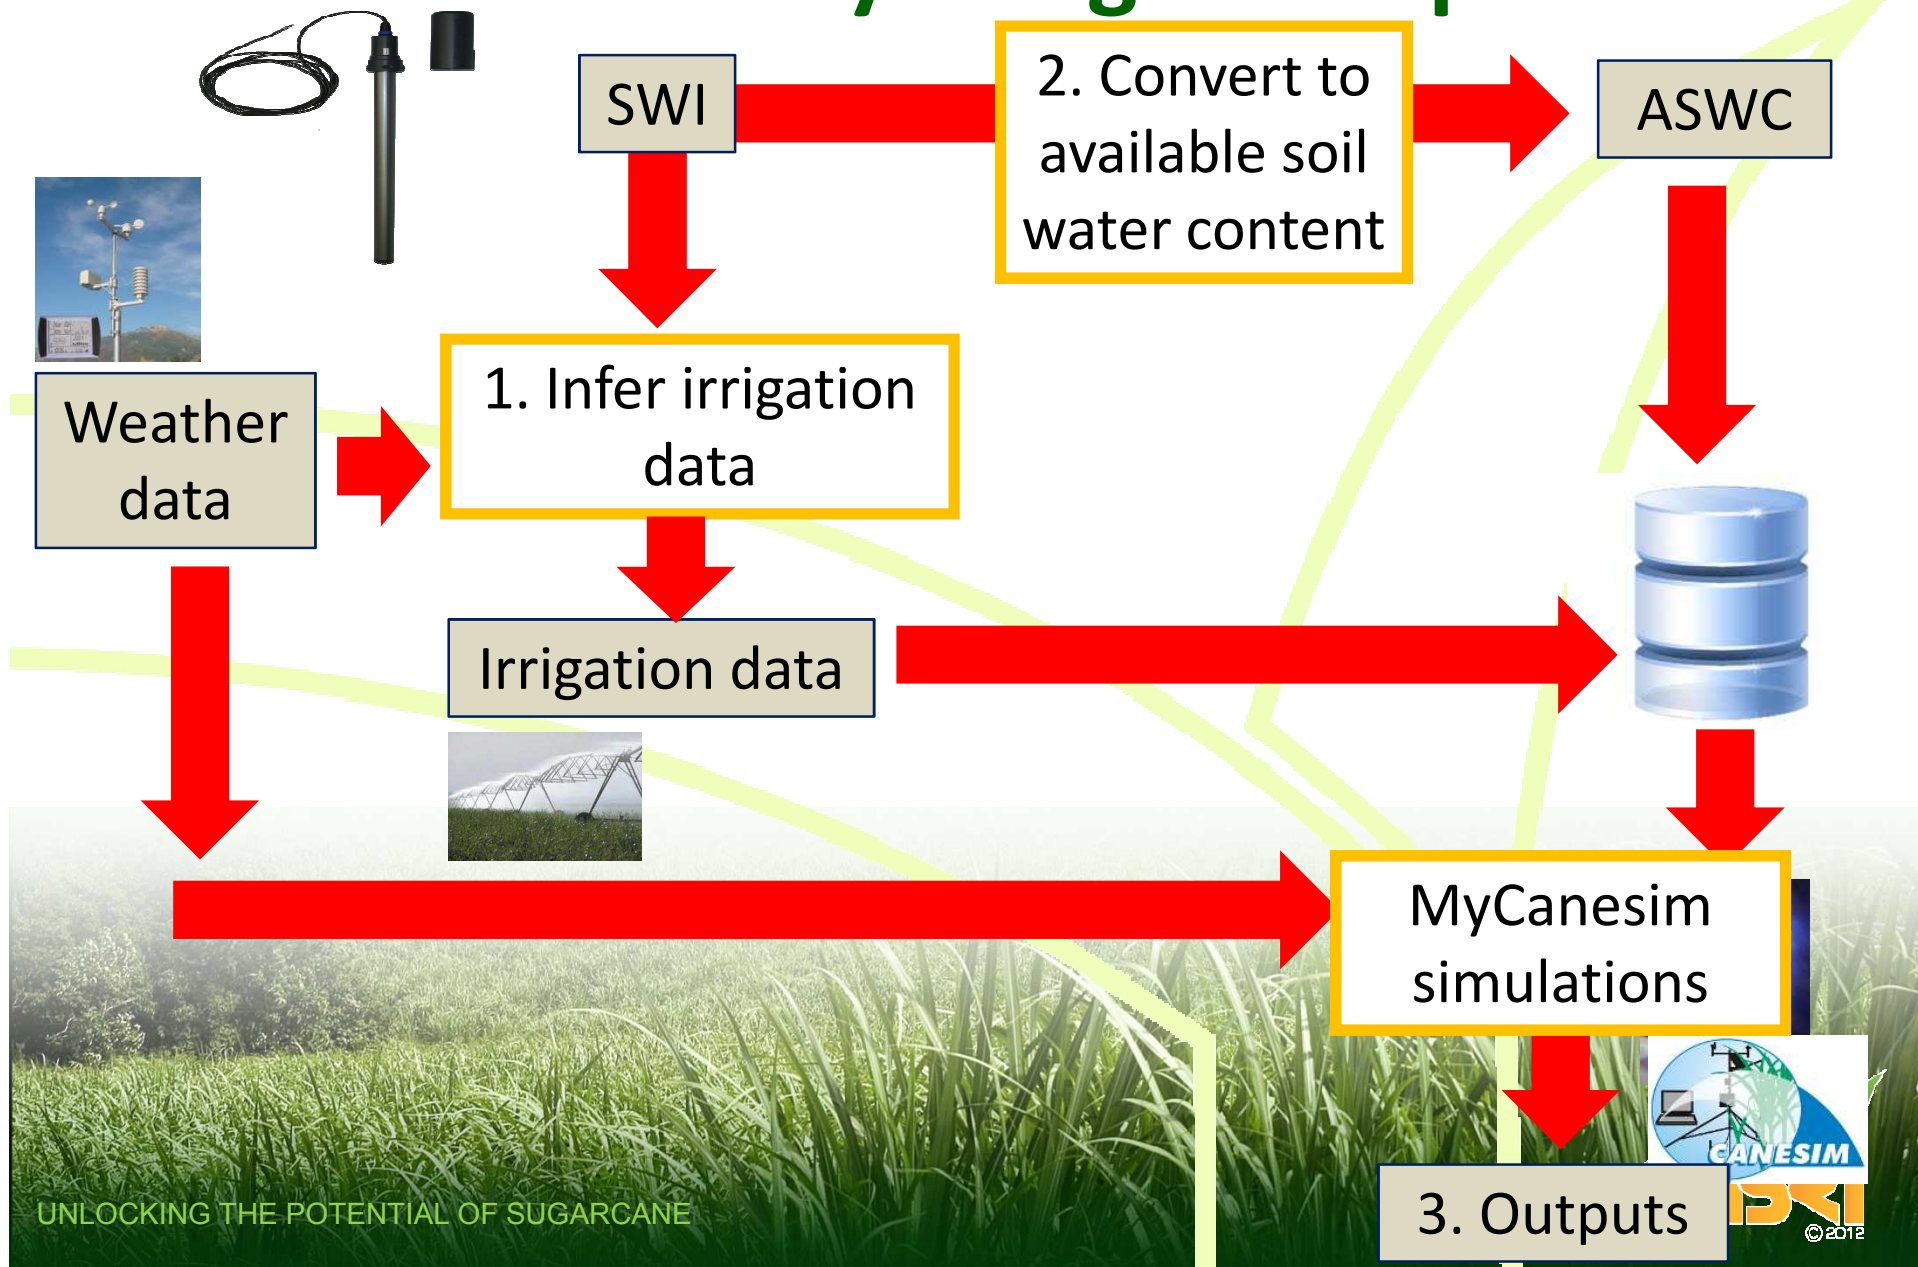 SWI
2. Convert to
available soil
water content
ASWC
1. Infer irrigation
data
Weather
data
Irrigation data
MyCanesim
simulations
CANESIM
3. Outputs
UNLOCKING THE POTENTIAL OF SUGARCANE
©2012